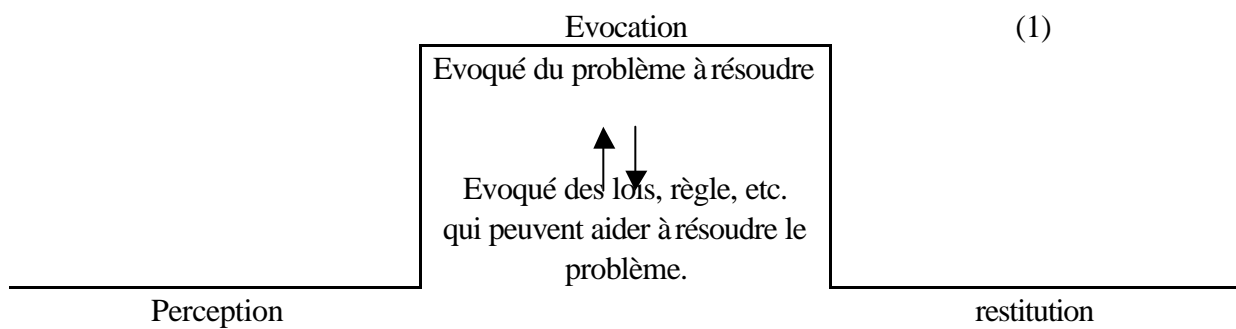 Evocation (1)
Evoqué du problème à résoudre
Evoqué des lois, règle, etc.
qui peuvent aider à résoudre le
problème.
Perception restitution